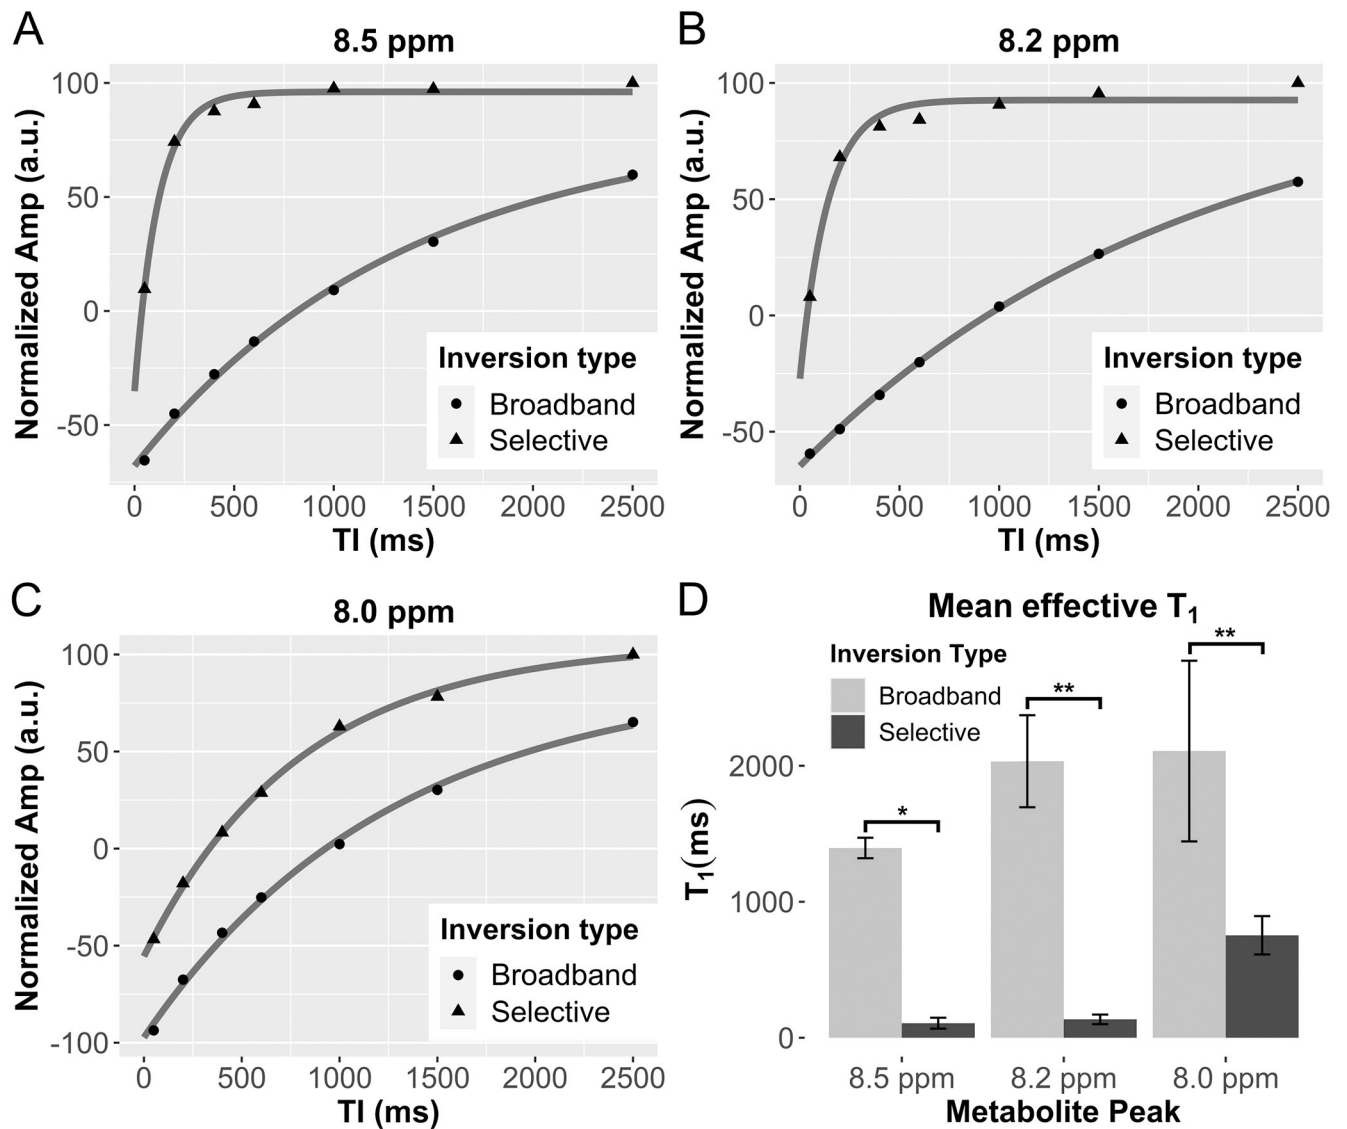 A
8.5 ppm
Normalized Amp (a.u.)
100
50
0
-50
Inversion type
Broadband
Selective
0 500 1000 1500 2000 2500
TI (ms)
B
8.2 ppm
Normalized Amp (a.u.)
100
50
0
-50
Inversion type
Broadband
Selective
0 500 1000 1500 2000 2500
TI (ms)
C
8.0 ppm
Normalized Amp (a.u.)
100
50
0
-50
-100
Inversion type
Broadband
Selective
0 500 1000 1500 2000 2500
TI (ms)
D
Mean effective T₁
Inversion Type
Broadband
Selective
T₁(ms)
2000
1000
0
*
**
**
8.5 ppm 8.2 ppm 8.0 ppm
Metabolite Peak